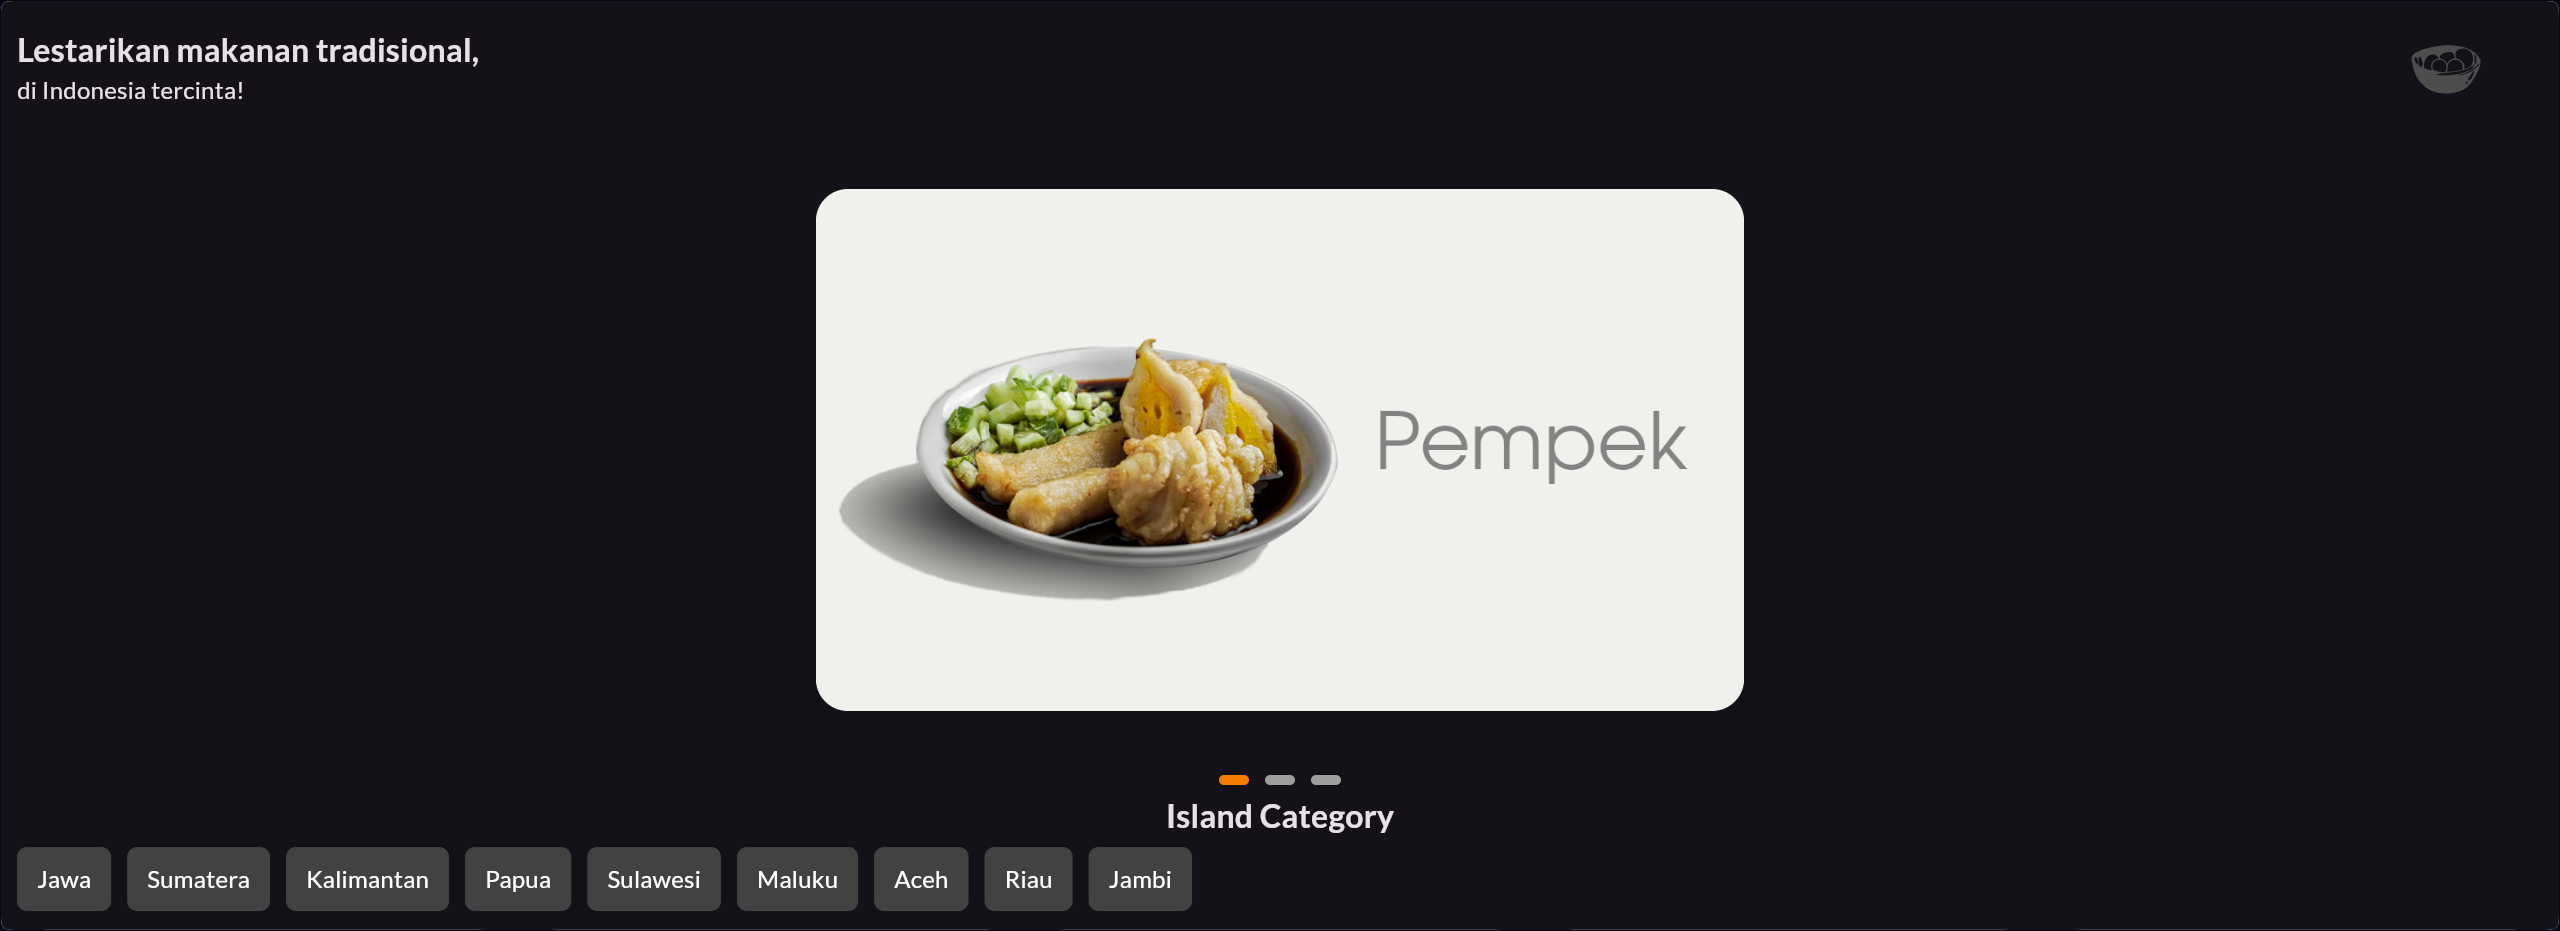 Lestarikan makanan tradisional,
di Indonesia tercinta!
Pempek
Island Category
Jawa
Sumatera
Kalimantan
Papua
Sulawesi
Maluku
Aceh
Riau
Jambi